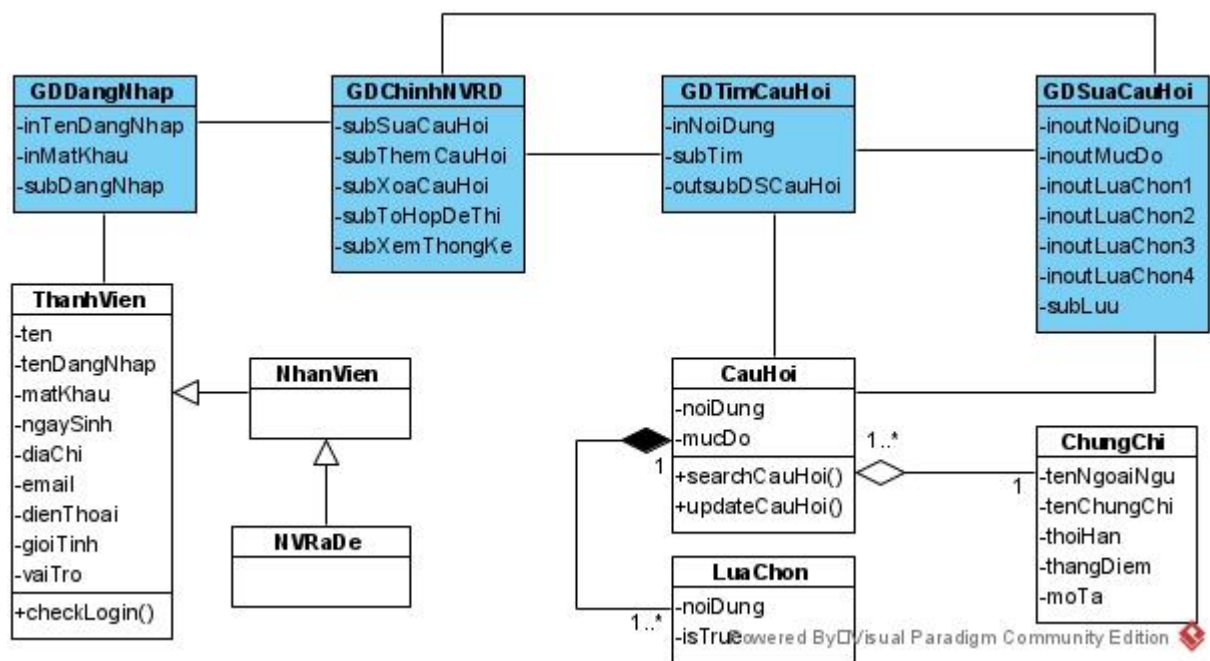 GDDangNhap
-inTenDangNhap
-inMatKhau
-subDangNhap
GDChinhNVRD
-subSuaCauHoi
-subThemCauHoi
-subXoaCauHoi
-subToHopDeThi
-subXemThongKe
GDTimCauHoi
-inNoiDung
-subTim
-outsubDSCauHoi
GDSuaCauHoi
-inoutNoiDung
-inoutMucDo
-inoutLuaChon1
-inoutLuaChon2
-inoutLuaChon3
-inoutLuaChon4
-subLuu
ThanhVien
-ten
-tenDangNhap
-matKhau
-ngaySinh
-diaChi
-email
-dienThoai
-gioiTinh
-vaiTro
+checkLogin()
NhanVien
NVRaDe
CauHoi
-noiDung
-mucDo
+searchCauHoi()
+updateCauHoi()
1
1..*
1
ChungChi
-tenNgoaiNgu
-tenChungChi
-thoiHan
-thangDiem
-moTa
LuaChon
-noiDung
-isTrue
1..*
Powered By Visual Paradigm Community Edition